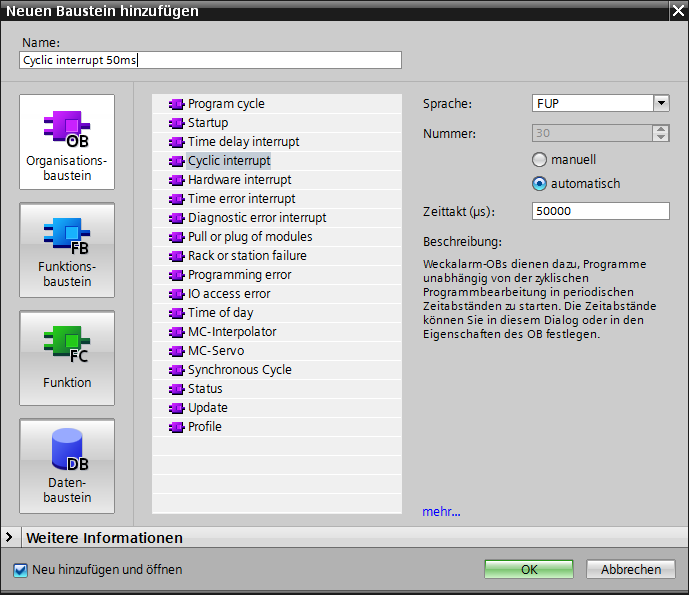 Neuen Baustein hinzufügen
Name:
Cyclic interrupt 50ms
OB
Organisations-
baustein
FB
Funktions-
baustein
FC
Funktion
DB
Daten-
baustein
Program cycle
Startup
Time delay interrupt
Cyclic interrupt
Hardware interrupt
Time error interrupt
Diagnostic error interrupt
Pull or plug of modules
Rack or station failure
Programming error
IO access error
Time of day
MC-Interpolator
MC-Servo
Synchronous Cycle
Status
Update
Profile
Sprache: FUP
Nummer: 30
manuell
automatisch
Zeittakt (µs): 50000
Beschreibung:
Weckalarm-OBs dienen dazu, Programme
unabhängig von der zyklischen
Programmbearbeitung in periodischen
Zeitabständen zu starten. Die Zeitabstände
können Sie in diesem Dialog oder in den
Eigenschaften des OB festlegen.
mehr...
Weitere Informationen
Neu hinzufügen und öffnen
OK
Abbrechen